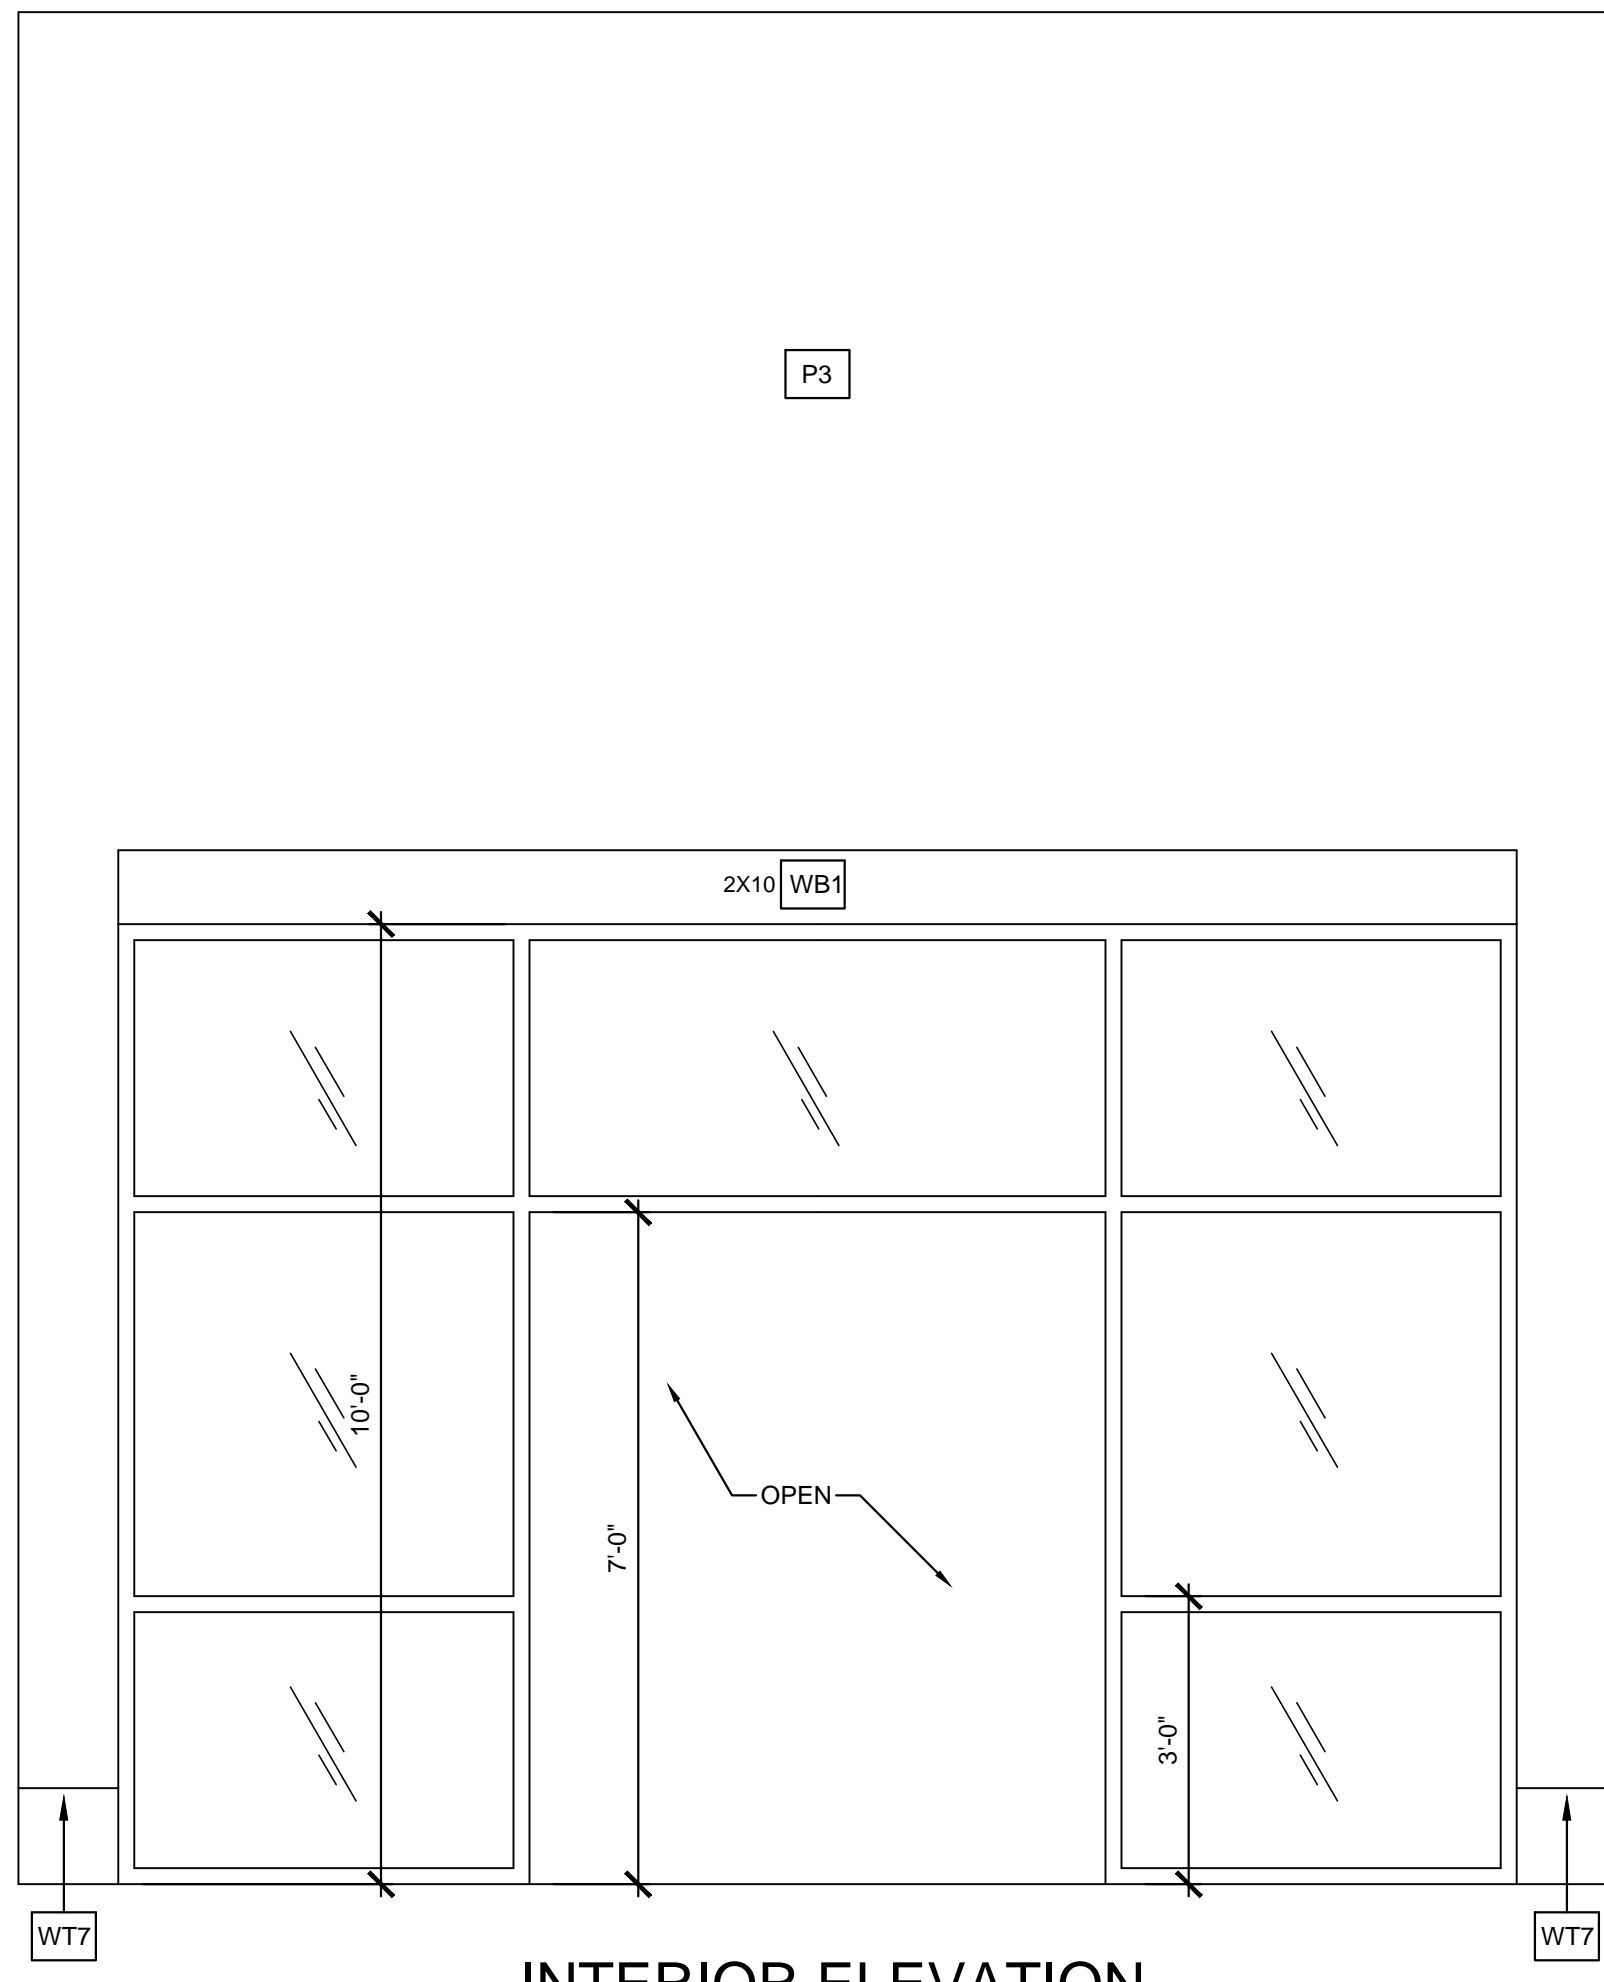 P3
2X10 WB1
10'-0"
OPEN
7'-0"
3'-0"
WT7 WT7
INTERIOR ELEVATION